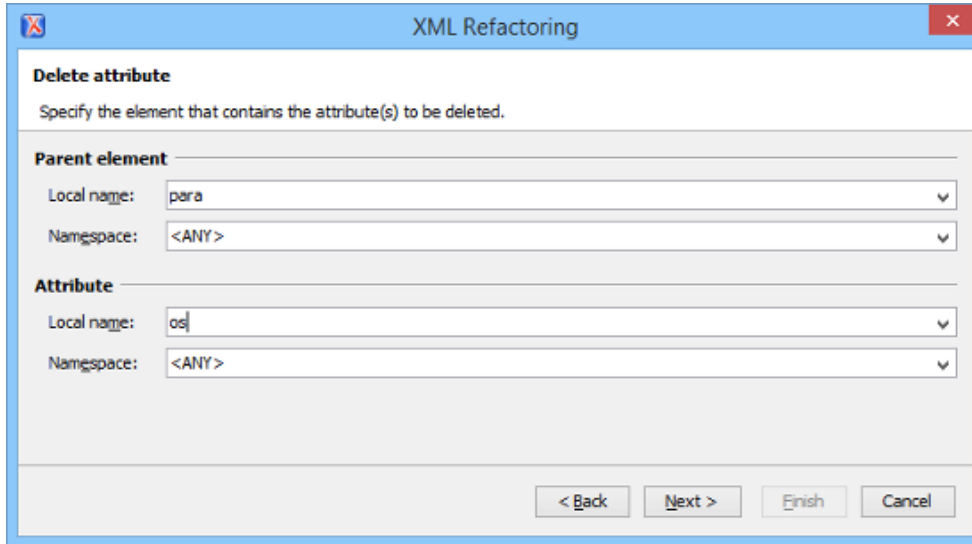 XML Refactoring
Delete attribute
Specify the element that contains the attribute(s) to be deleted.
Parent element
Local name: para
Namespace: <ANY>
Attribute
Local name: os
Namespace: <ANY>
< Back Next > Finish Cancel